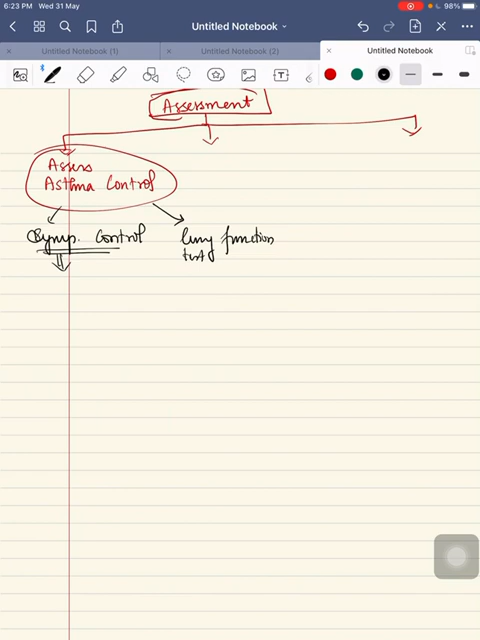 6:23 PM Wed 31 May
98%
Untitled Notebook
Untitled Notebook (1)
Untitled Notebook (2)
Untitled Notebook
T
Assessment
Assess
Asthma Control
Symp. Control
lung function
test